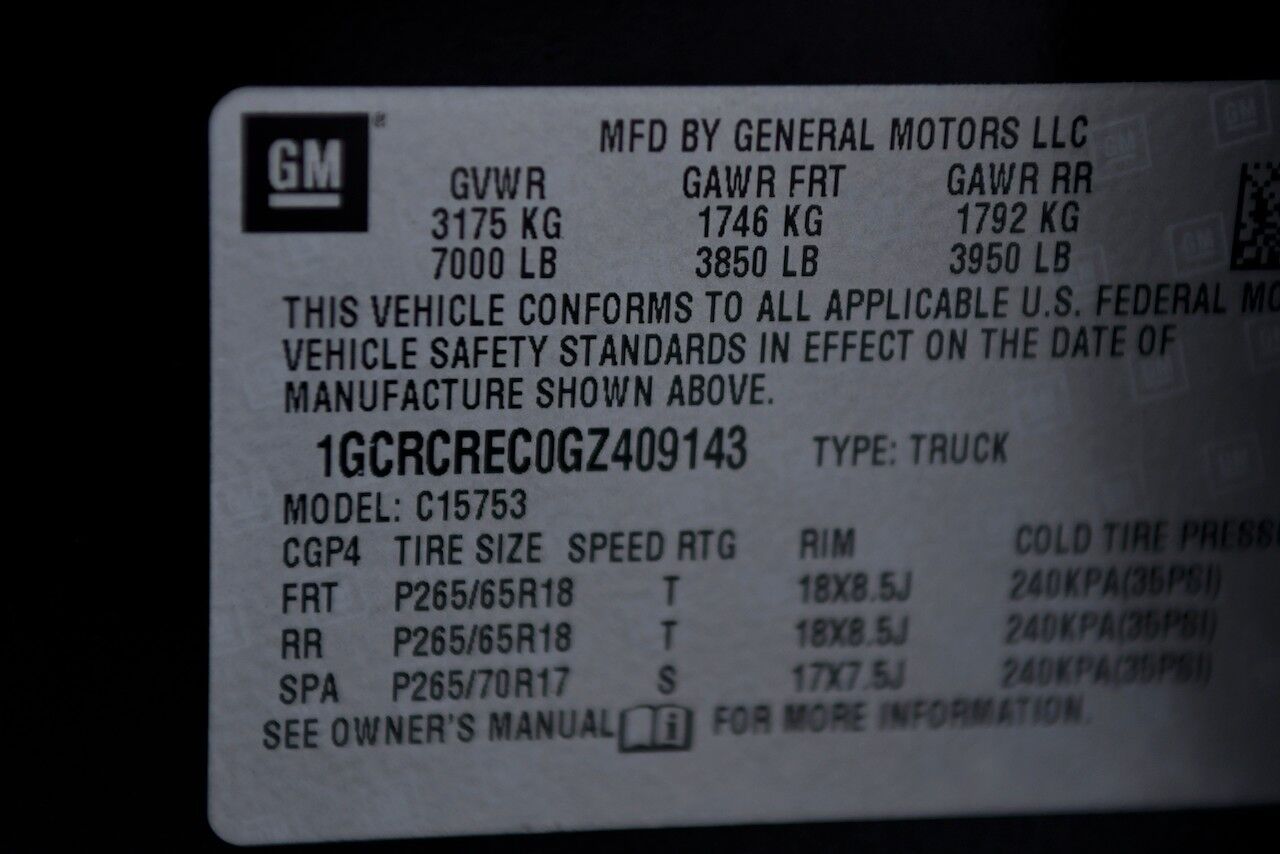 GM ®
MFD BY GENERAL MOTORS LLC
GVWR GAWR FRT GAWR RR
3175 KG 1746 KG 1792 KG
7000 LB 3850 LB 3950 LB
THIS VEHICLE CONFORMS TO ALL APPLICABLE U.S. FEDERAL MO
VEHICLE SAFETY STANDARDS IN EFFECT ON THE DATE OF
MANUFACTURE SHOWN ABOVE.
1GCRCREC0GZ409143 TYPE: TRUCK
MODEL: C15753
CGP4 TIRE SIZE SPEED RTG RIM COLD TIRE PRESS
FRT P265/65R18 T 18X8.5J 240KPA(35PSI)
RR P265/65R18 T 18X8.5J 240KPA(35PSI)
SPA P265/70R17 S 17X7.5J 240KPA(35PSI)
SEE OWNER'S MANUAL i FOR MORE INFORMATION.